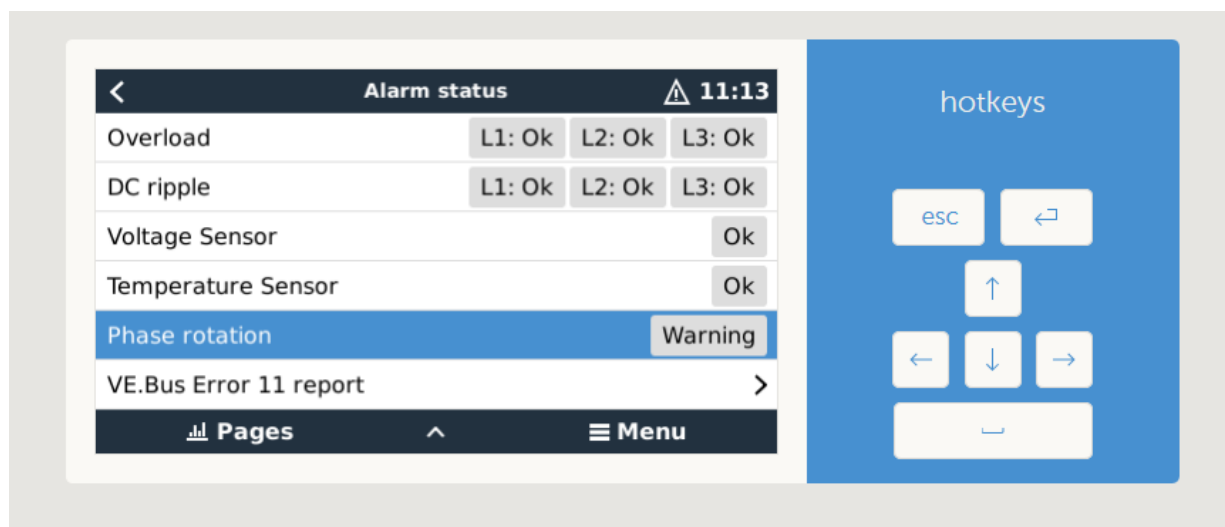 Alarm status 11:13
Overload L1: Ok L2: Ok L3: Ok
DC ripple L1: Ok L2: Ok L3: Ok
Voltage Sensor Ok
Temperature Sensor Ok
Phase rotation Warning
VE.Bus Error 11 report
Pages Menu
hotkeys
esc